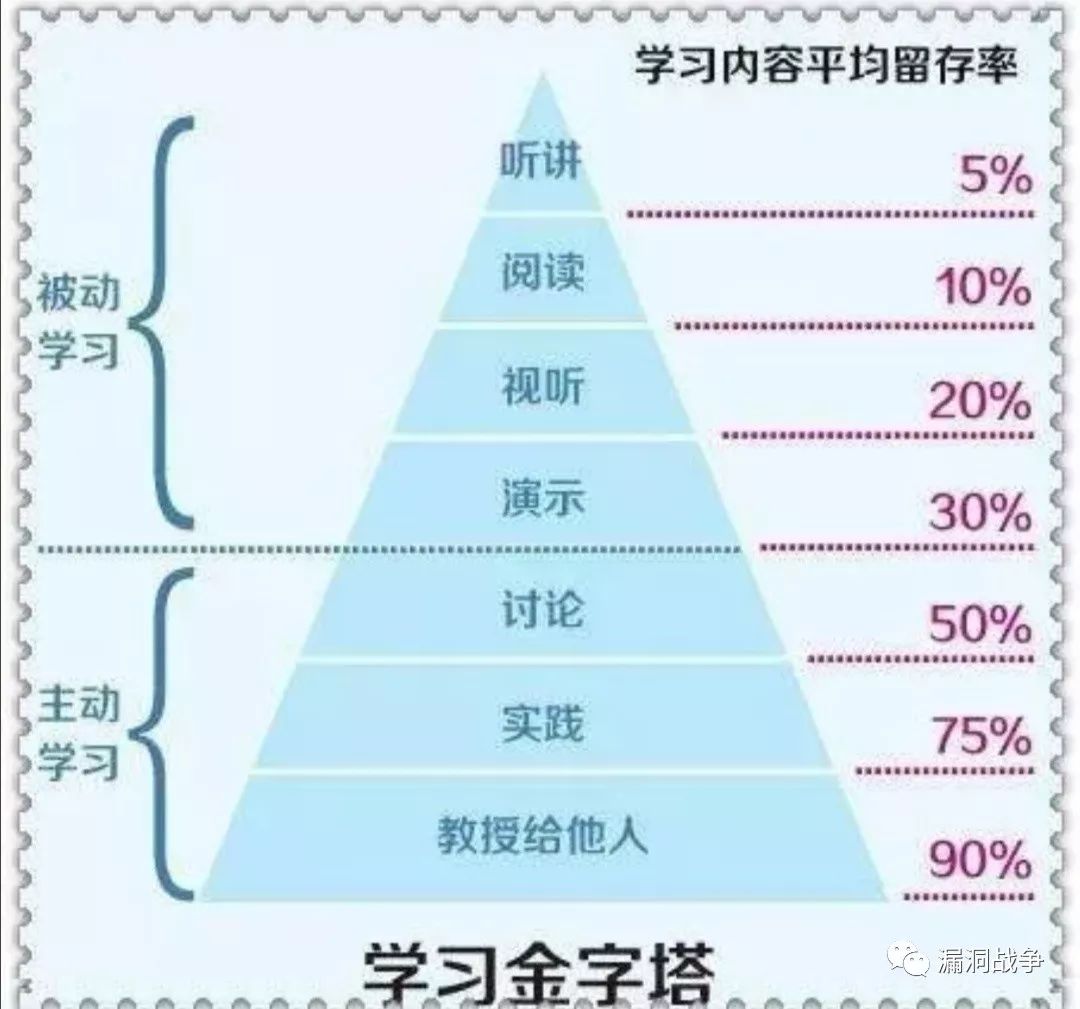 学习内容平均留存率
听讲
5%
阅读
10%
被动
学习
视听
20%
演示
30%
讨论
50%
主动
学习
实践
75%
教授给他人
90%
学习金字塔
漏洞战争